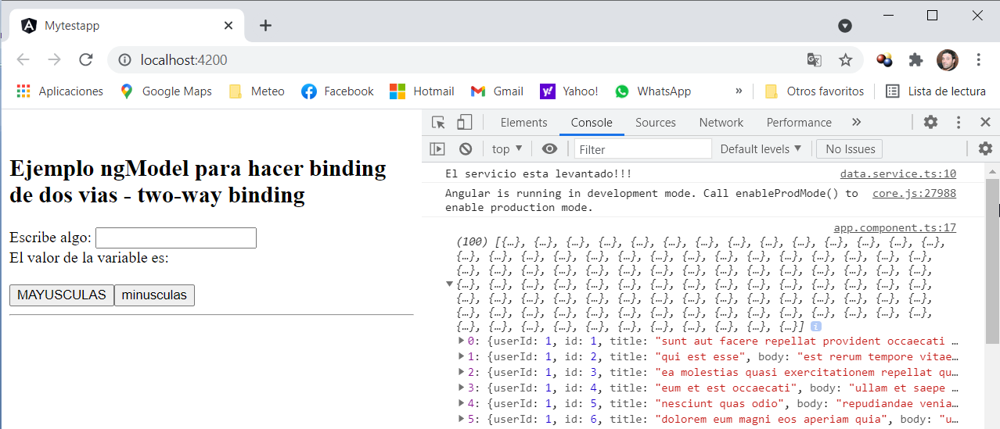 Mytestapp
localhost:4200
Aplicaciones Google Maps Meteo Facebook Hotmail Gmail Yahoo! WhatsApp » Otros favoritos Lista de lectura
Ejemplo ngModel para hacer binding
de dos vias - two-way binding
Escribe algo:
El valor de la variable es:
MAYUSCULAS minusculas
Elements Console Sources Network Performance »
top Filter Default levels No Issues
El servicio esta levantado!!! data.service.ts:10
Angular is running in development mode. Call enableProdMode() to core.js:27988
enable production mode.
app.component.ts:17
(100) [{…}, {…}, {…}, {…}, {…}, {…}, {…}, {…}, {…}, {…}, {…}, {…}, {…}, {…},
{…}, {…}, {…}, {…}, {…}, {…}, {…}, {…}, {…}, {…}, {…}, {…}, {…}, {…}, {…},
{…}, {…}, {…}, {…}, {…}, {…}, {…}, {…}, {…}, {…}, {…}, {…}, {…}, {…}, {…},
{…}, {…}, {…}, {…}, {…}, {…}, {…}, {…}, {…}, {…}, {…}, {…}, {…}, {…}, {…},
{…}, {…}, {…}, {…}, {…}, {…}, {…}, {…}, {…}, {…}, {…}, {…}, {…}, {…}, {…},
{…}, {…}, {…}, {…}, {…}, {…}, {…}, {…}, {…}, {…}, {…}, {…}, {…}, {…}, {…},
{…}, {…}, {…}, {…}, {…}, {…}, {…}, {…}, {…}, {…}, {…}]
0: {userId: 1, id: 1, title: "sunt aut facere repellat provident occaecati …
1: {userId: 1, id: 2, title: "qui est esse", body: "est rerum tempore vitae…
2: {userId: 1, id: 3, title: "ea molestias quasi exercitationem repellat qu…
3: {userId: 1, id: 4, title: "eum et est occaecati", body: "ullam et saepe …
4: {userId: 1, id: 5, title: "nesciunt quas odio", body: "repudiandae venia…
5: {userId: 1, id: 6, title: "dolorem eum magni eos aperiam quia", body: "u…